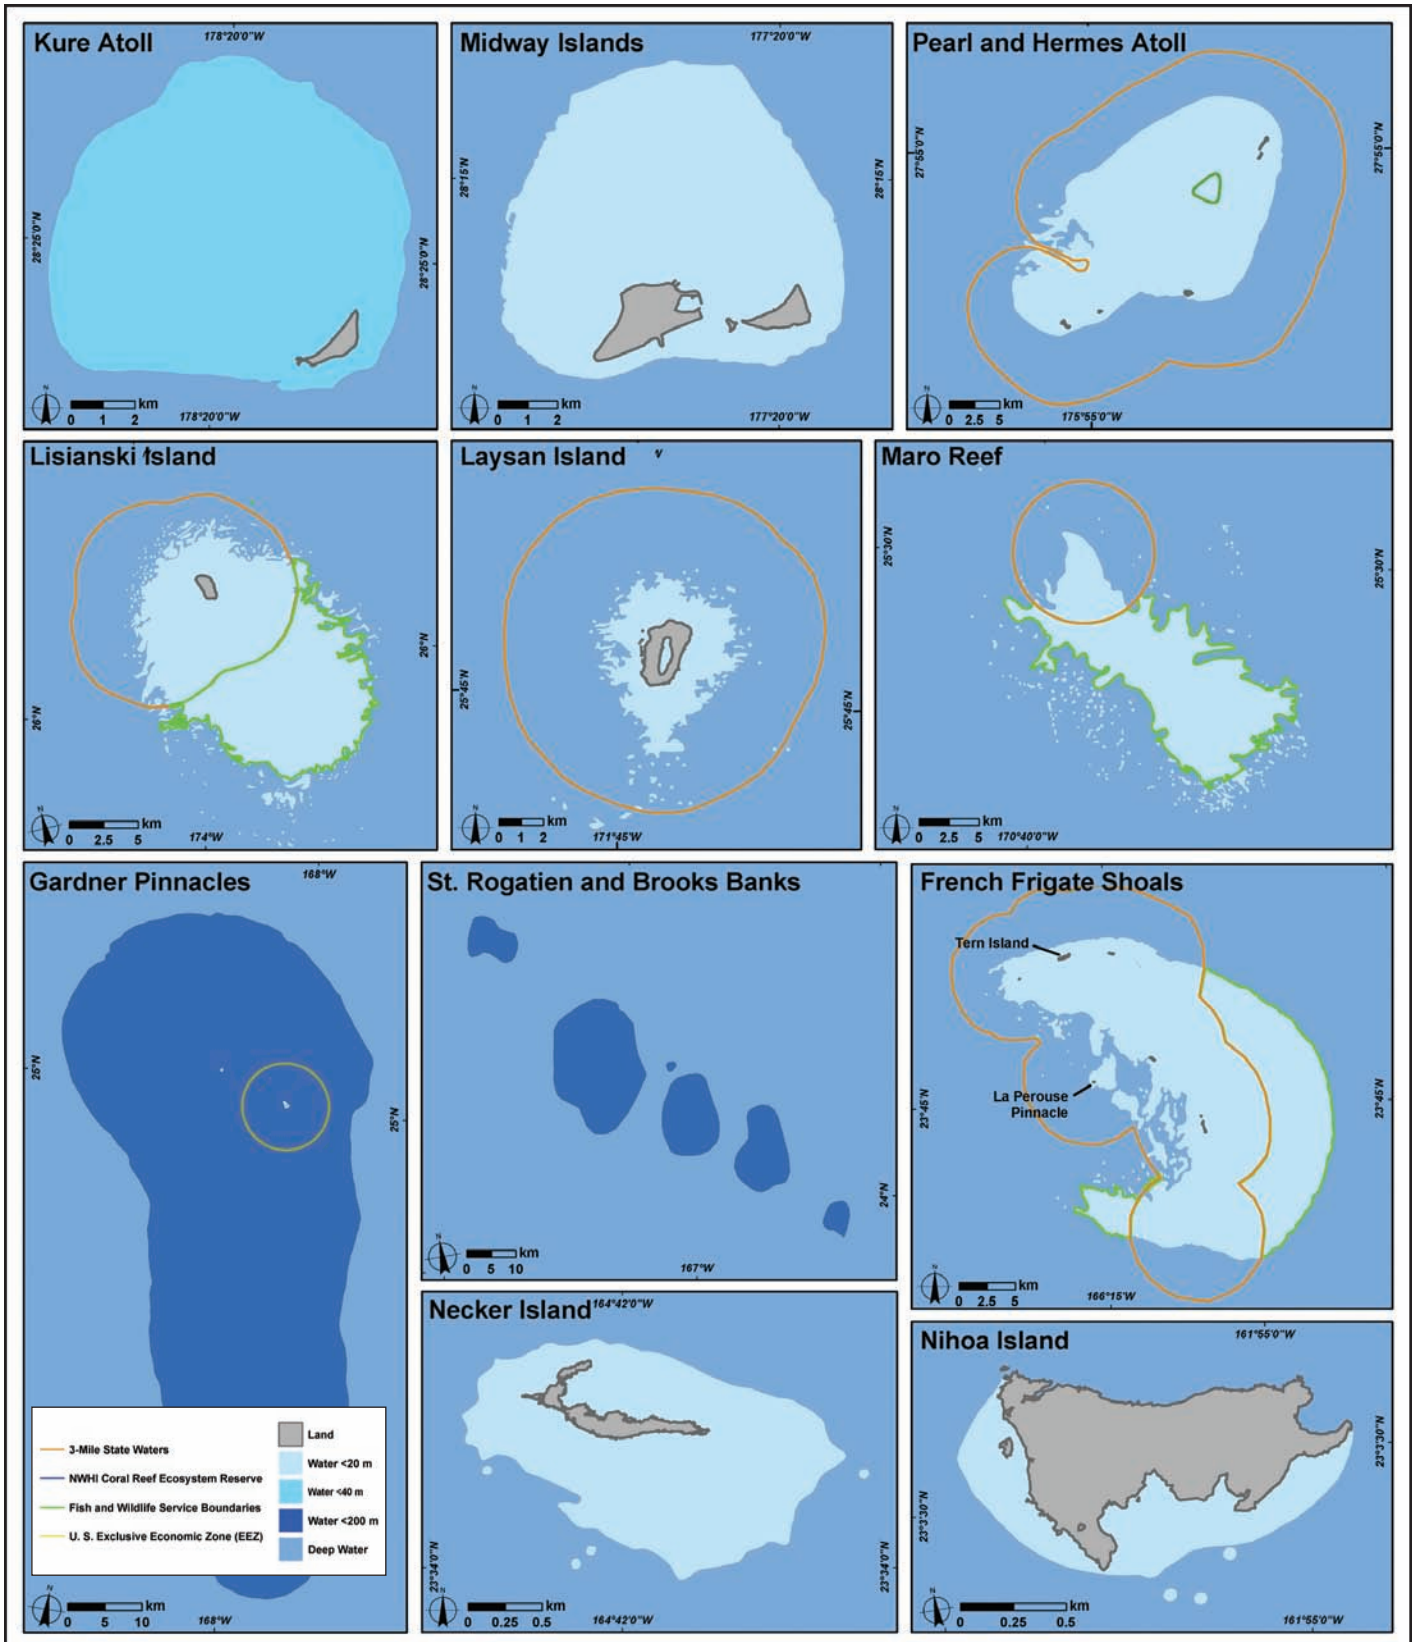 Kure Atoll
178°20'0"W
28°25'0"N
28°25'0"N
N
km
0 1 2
178°20'0"W
Midway Islands
177°20'0"W
28°15'N
28°15'N
N
km
0 1 2
177°20'0"W
Pearl and Hermes Atoll
27°55'0"N
27°55'0"N
N
km
0 2.5 5
175°55'0"W
Lisianski Island
26°N
26°N
N
km
0 2.5 5
174°W
Laysan Island
25°45'N
25°45'N
N
km
0 1 2
171°45'W
Maro Reef
25°30'N
25°30'N
N
km
0 2.5 5
170°40'0"W
Gardner Pinnacles
168°W
25°N
25°N
3-Mile State Waters
NWHI Coral Reef Ecosystem Reserve
Fish and Wildlife Service Boundaries
U. S. Exclusive Economic Zone (EEZ)
Land
Water <20 m
Water <40 m
Water <200 m
Deep Water
N
km
0 5 10
168°W
St. Rogatien and Brooks Banks
24°N
N
km
0 5 10
167°W
French Frigate Shoals
Tern Island
La Perouse
Pinnacle
23°45'N
23°45'N
N
km
0 2.5 5
166°15'W
Necker Island
164°42'0"W
23°34'0"N
23°34'0"N
N
km
0 0.25 0.5
164°42'0"W
Nihoa Island
161°55'0"W
23°3'30"N
23°3'30"N
N
km
0 0.25 0.5
161°55'0"W